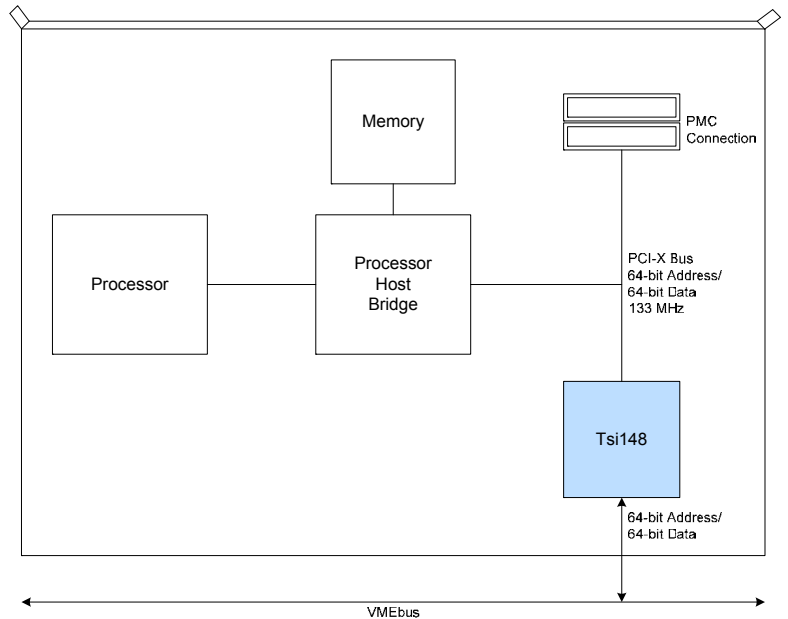 Memory
PMC
Connection
Processor
Processor
Host
Bridge
PCI-X Bus
64-bit Address/
64-bit Data
133 MHz
Tsi148
64-bit Address/
64-bit Data
VMEbus